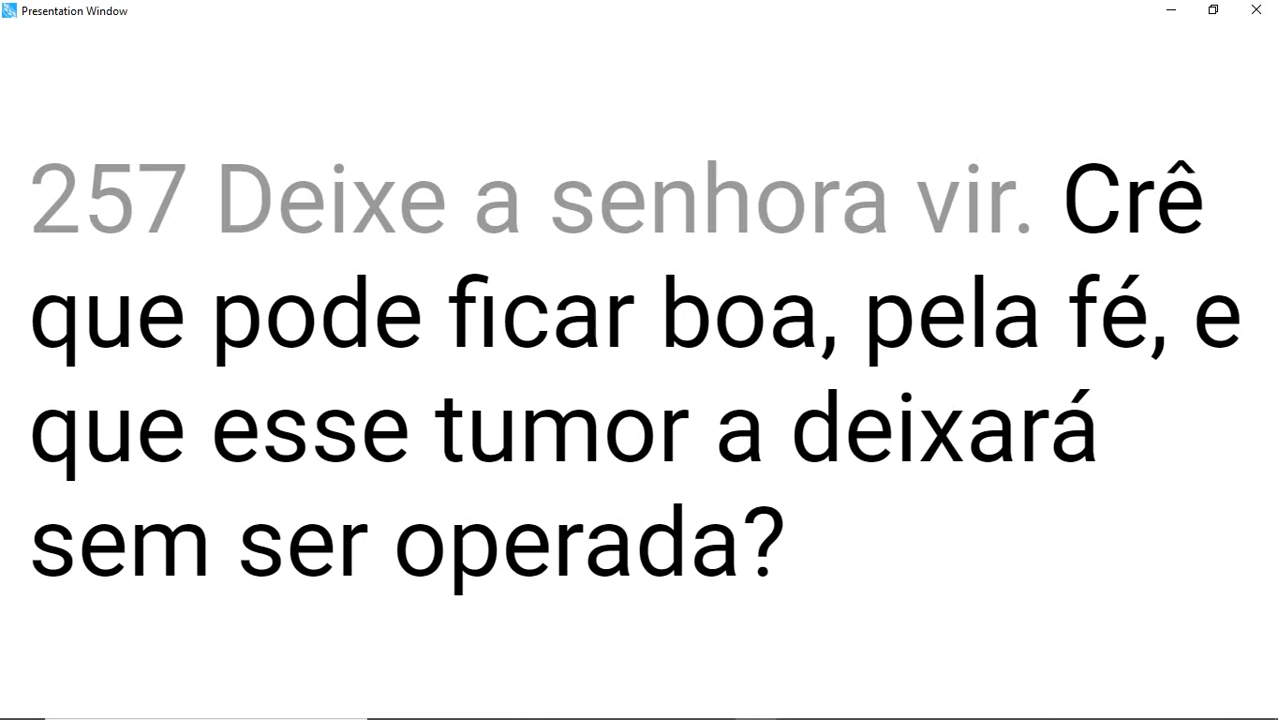 Presentation Window
257 Deixe a senhora vir. Crê
que pode ficar boa, pela fé, e
que esse tumor a deixará
sem ser operada?